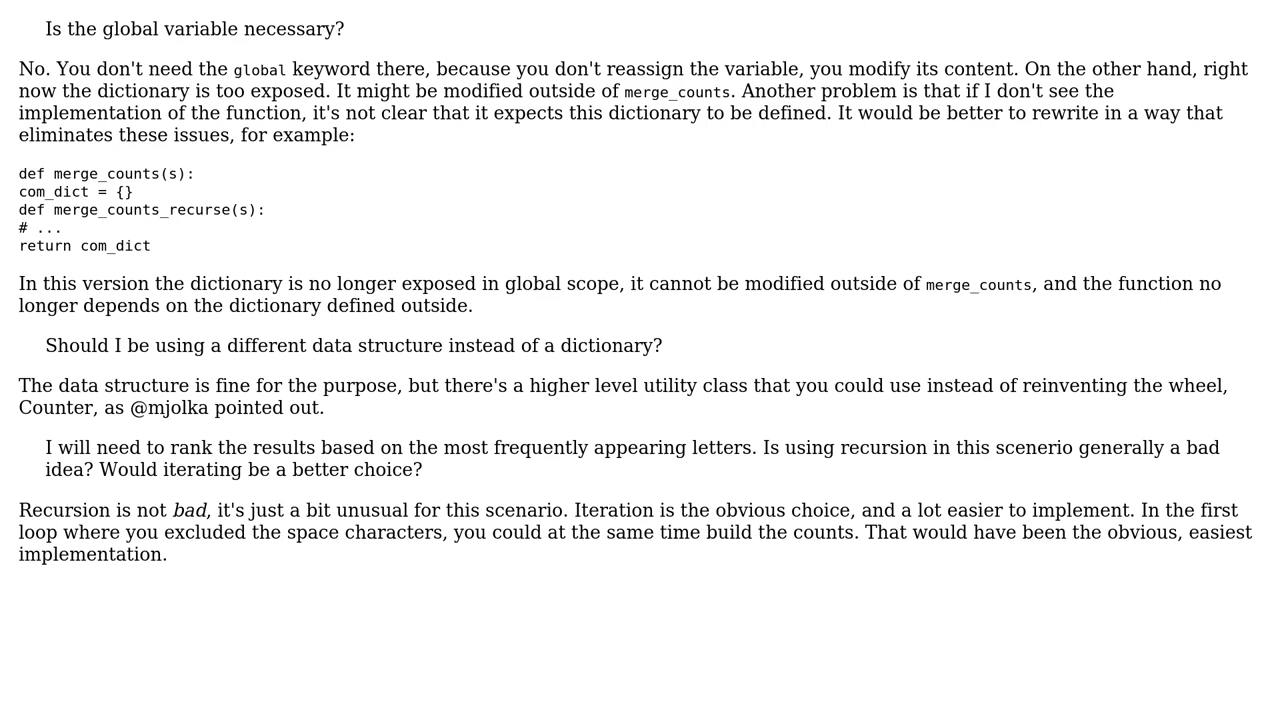 Is the global variable necessary?
No. You don't need the global keyword there, because you don't reassign the variable, you modify its content. On the other hand, right
now the dictionary is too exposed. It might be modified outside of merge_counts. Another problem is that if I don't see the
implementation of the function, it's not clear that it expects this dictionary to be defined. It would be better to rewrite in a way that
eliminates these issues, for example:
def merge_counts(s):
com_dict = {}
def merge_counts_recurse(s):
# ...
return com_dict
In this version the dictionary is no longer exposed in global scope, it cannot be modified outside of merge_counts, and the function no
longer depends on the dictionary defined outside.
Should I be using a different data structure instead of a dictionary?
The data structure is fine for the purpose, but there's a higher level utility class that you could use instead of reinventing the wheel,
Counter, as @mjolka pointed out.
I will need to rank the results based on the most frequently appearing letters. Is using recursion in this scenerio generally a bad
idea? Would iterating be a better choice?
Recursion is not bad, it's just a bit unusual for this scenario. Iteration is the obvious choice, and a lot easier to implement. In the first
loop where you excluded the space characters, you could at the same time build the counts. That would have been the obvious, easiest
implementation.